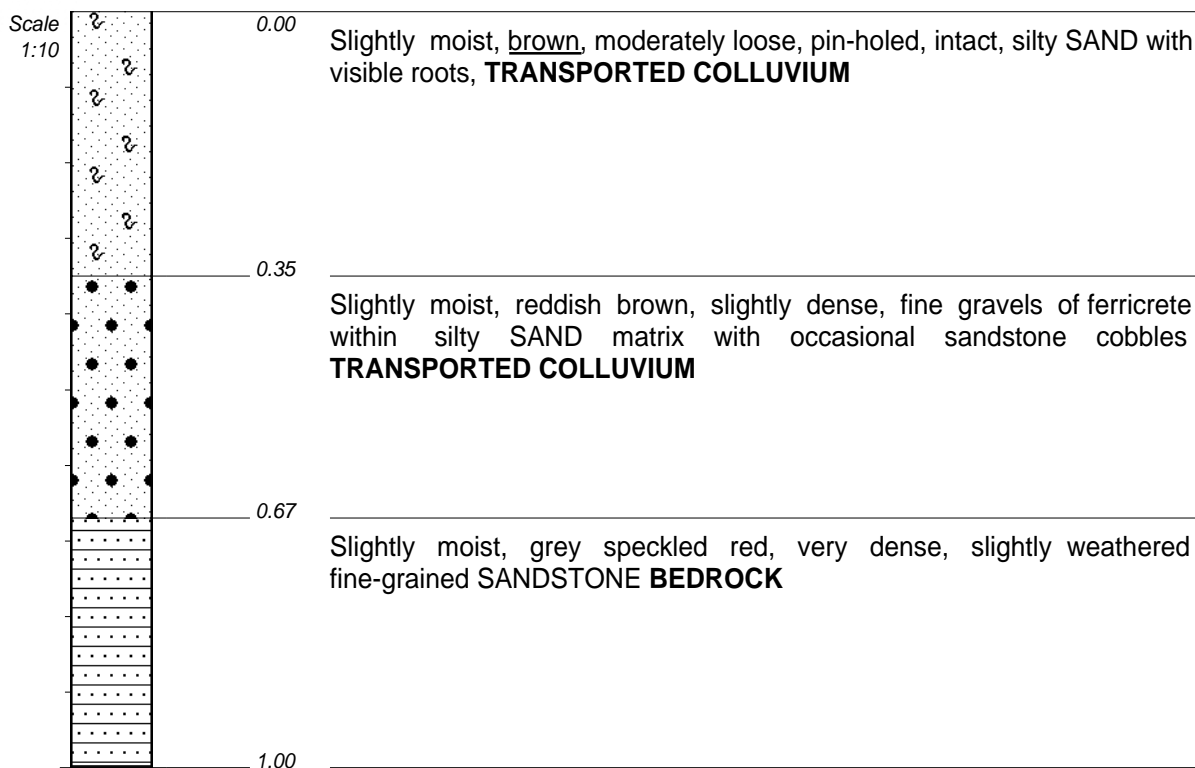 Scale
1:10
0.00
Slightly moist, brown, moderately loose, pin-holed, intact, silty SAND with
visible roots, TRANSPORTED COLLUVIUM
0.35
Slightly moist, reddish brown, slightly dense, fine gravels of ferricrete
within silty SAND matrix with occasional sandstone cobbles
TRANSPORTED COLLUVIUM
0.67
Slightly moist, grey speckled red, very dense, slightly weathered
fine-grained SANDSTONE BEDROCK
1.00